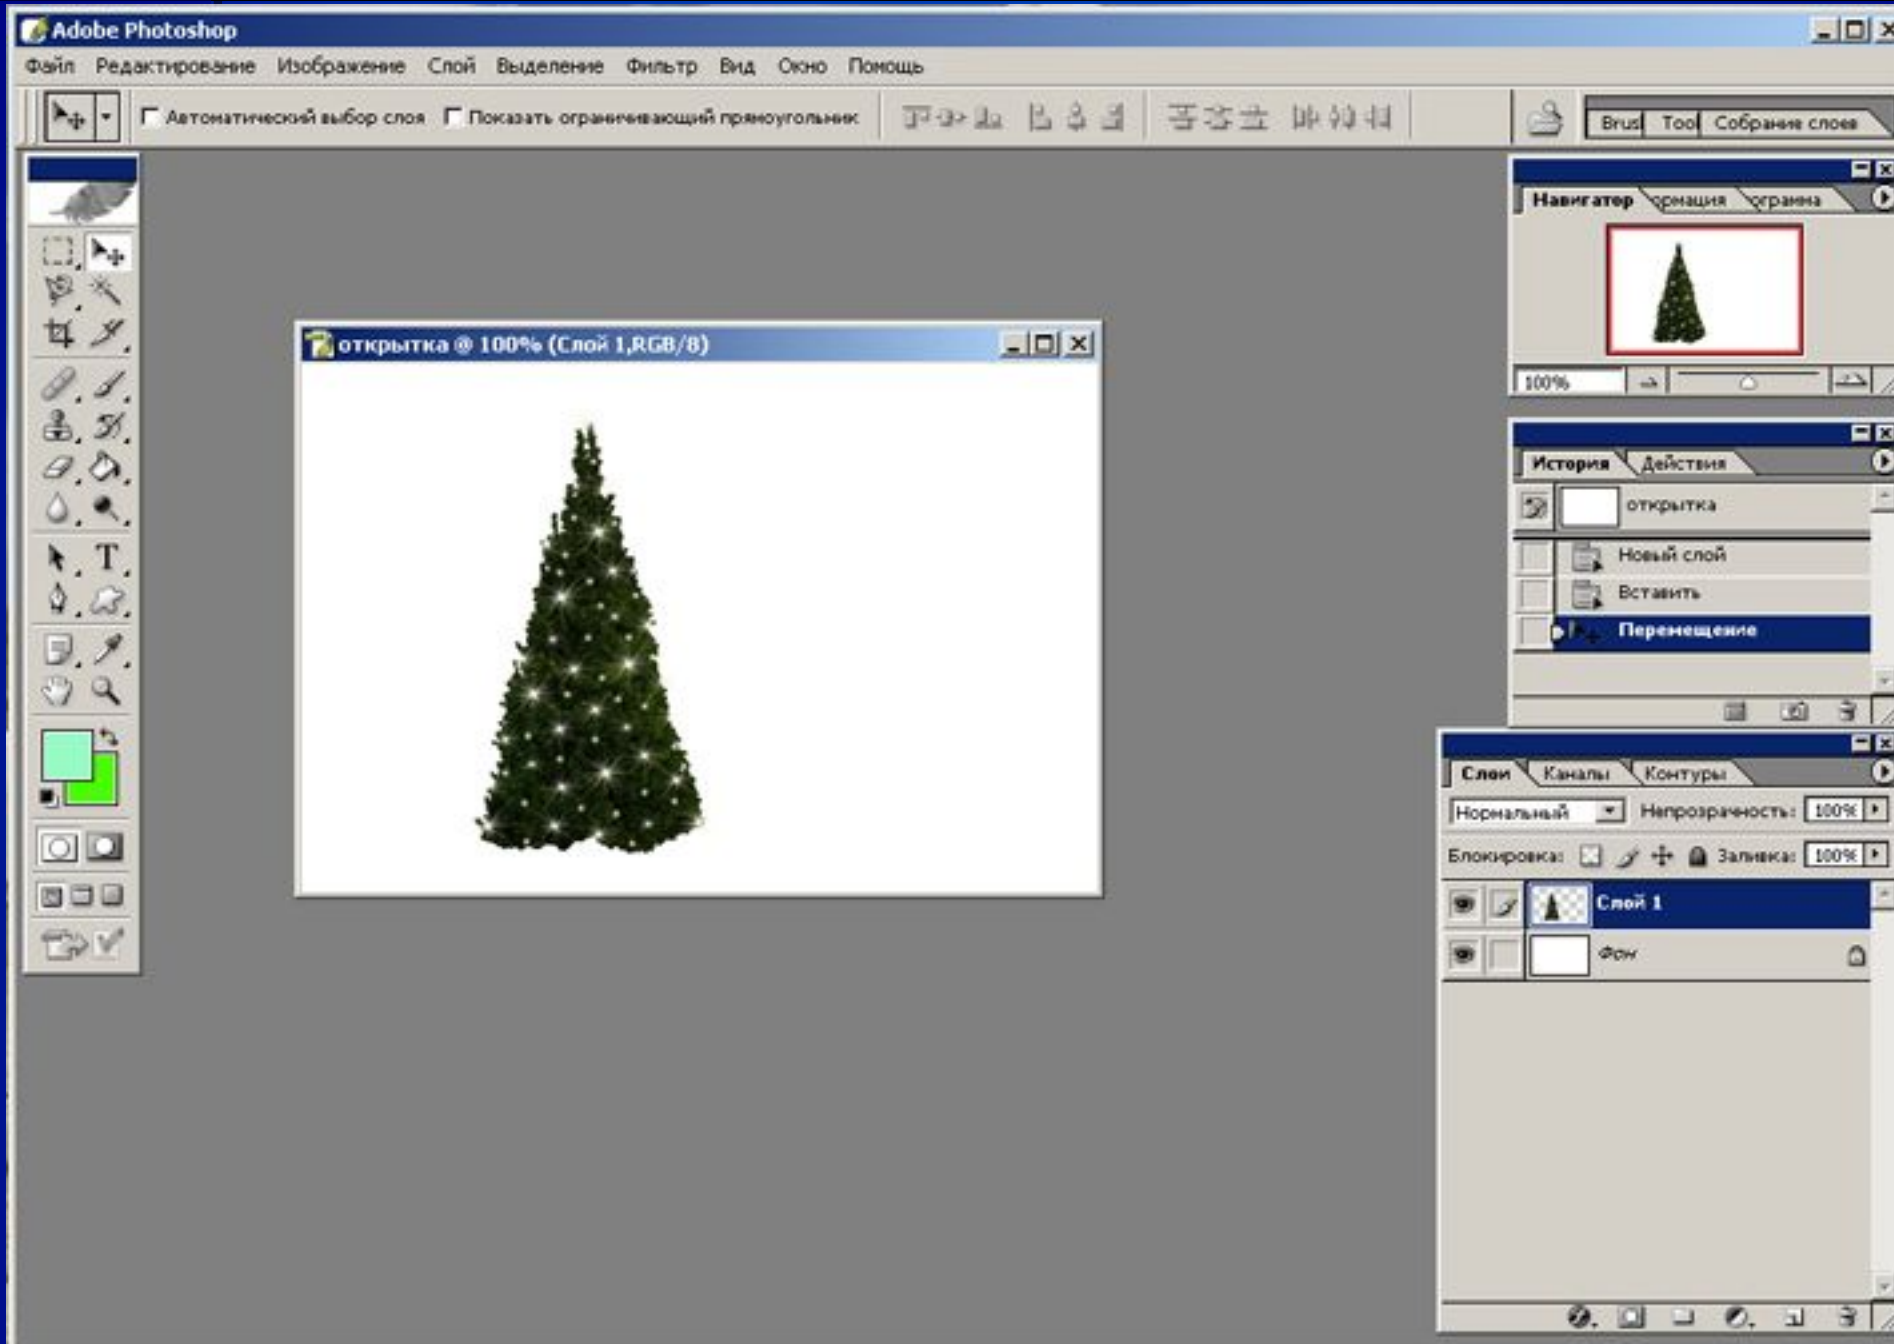 Adobe Photoshop
Файл Редактирование Изображение Слой Выделение Фильтр Вид Окно Помощь
Автоматический выбор слоя Показать ограничивающий прямоугольник
Brus Tool Собрание слоев
Навигатор ормация ограмма
100%
открытка @ 100% (Слой 1,RGB/8)
История Действия
открытка
Новый слой
Вставить
Перемещение
T
Слои Каналы Контуры
Нормальный Непрозрачность: 100%
Блокировка: Заливка: 100%
Слой 1
Фон